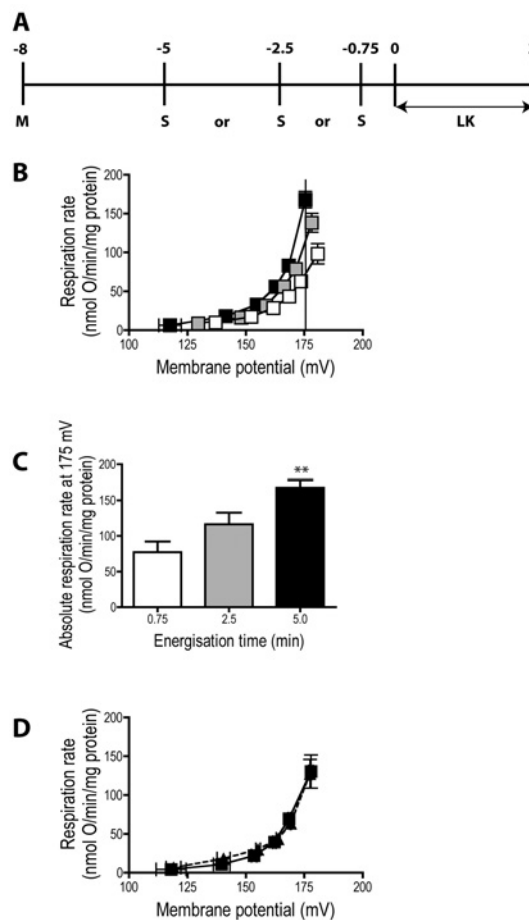 A
-8 -5 -2.5 -0.75 0
M S or S or S LK
B
Respiration rate
(nmol O/min/mg protein)
200
150
100
50
0
100 125 150 175 200
Membrane potential (mV)
C
Absolute respiration rate at 175 mV
(nmol O/min/mg protein)
200
150
100
50
0
**
0.75 2.5 5.0
Energisation time (min)
D
Respiration rate
(nmol O/min/mg protein)
200
150
100
50
0
100 125 150 175 200
Membrane potential (mV)